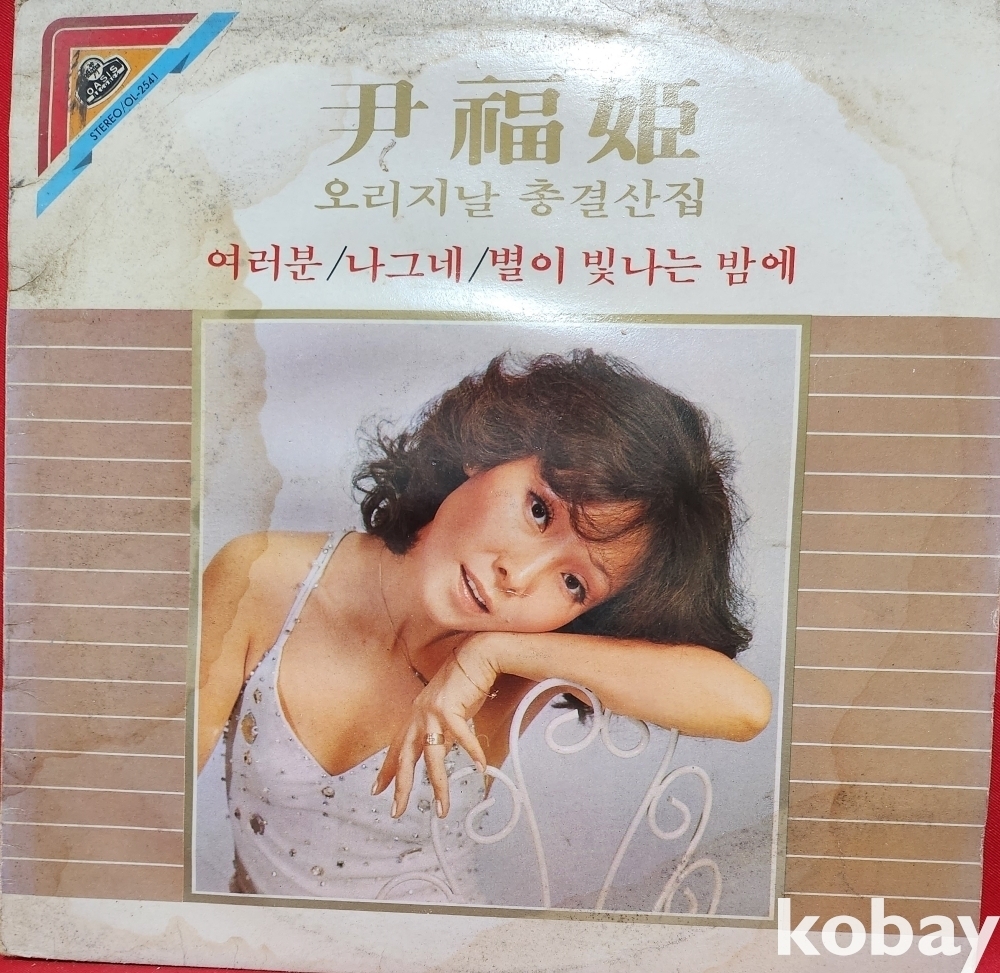 OASIS
STEREO/OL-2541
尹福姬
오리지날 총결산집
여러분/나그네/별이 빛나는 밤에
kobay